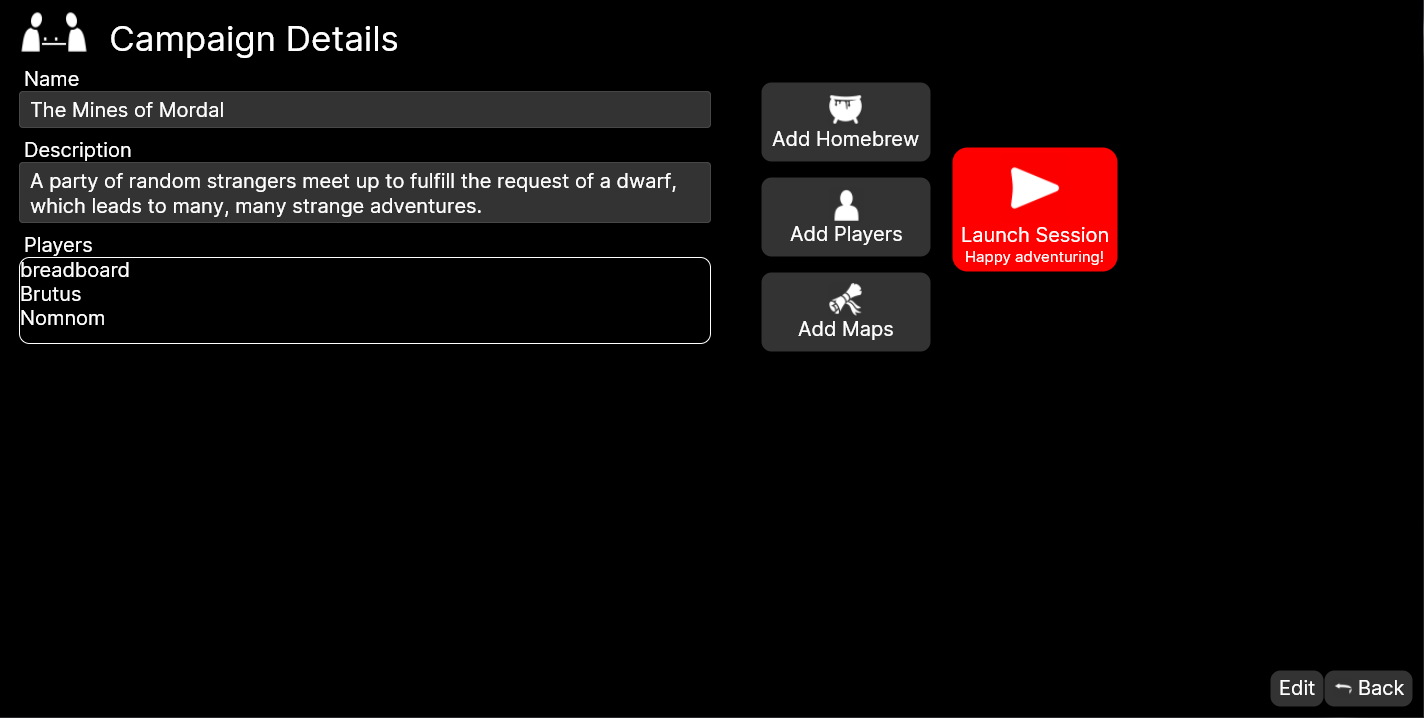 Campaign Details
Name
The Mines of Mordal
Description
A party of random strangers meet up to fulfill the request of a dwarf,
which leads to many, many strange adventures.
Players
breadboard
Brutus
Nomnom
Add Homebrew
Add Players
Add Maps
Launch Session
Happy adventuring!
Edit
Back